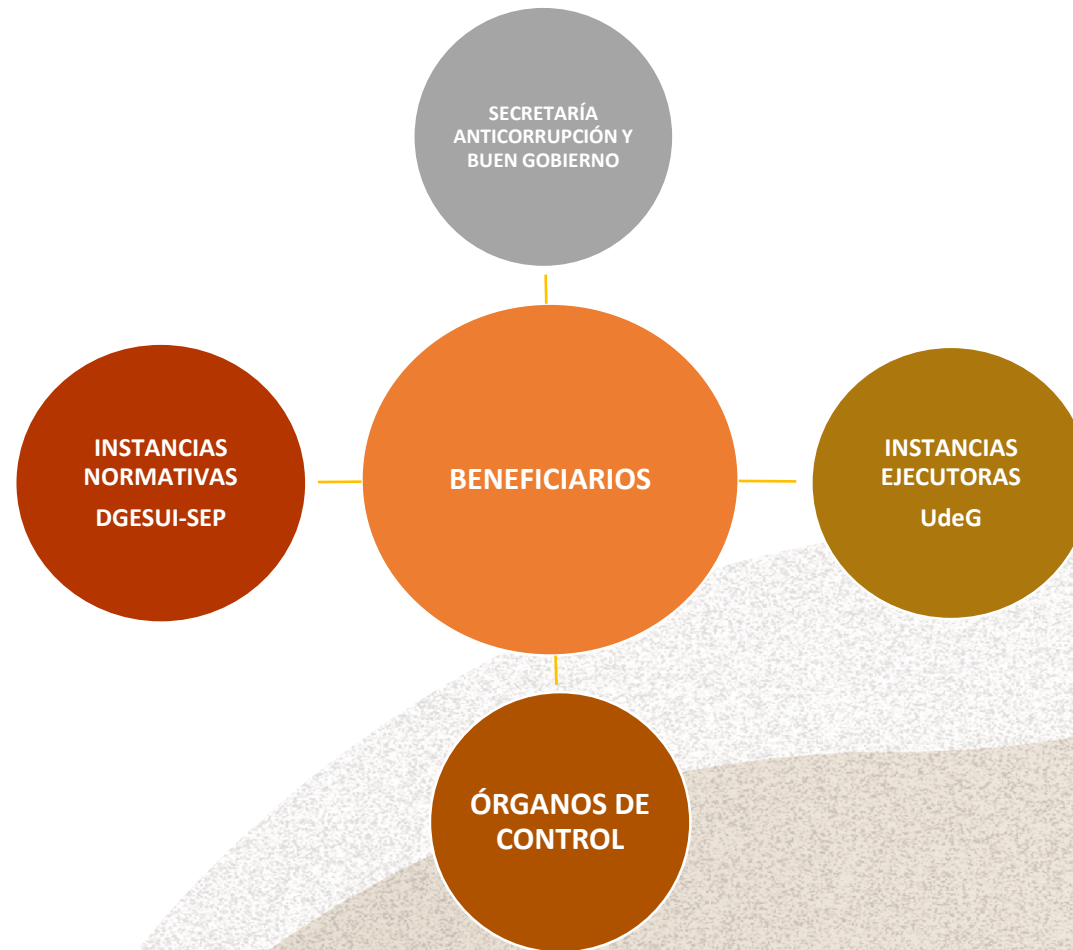 SECRETARÍA
ANTICORRUPCIÓN Y
BUEN GOBIERNO
INSTANCIAS
NORMATIVAS
DGESUI-SEP
BENEFICIARIOS
INSTANCIAS
EJECUTORAS
UdeG
ÓRGANOS DE
CONTROL